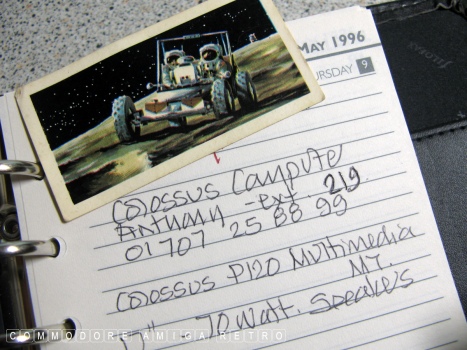 MAY 1996
URSDAY 9
Colossus Compute
Anthony - ext 219
01707 25 88 99
Colossus P120 Multimedia
MT.
70 Watt. Speakers
COMMODORE AMIGA RETRO